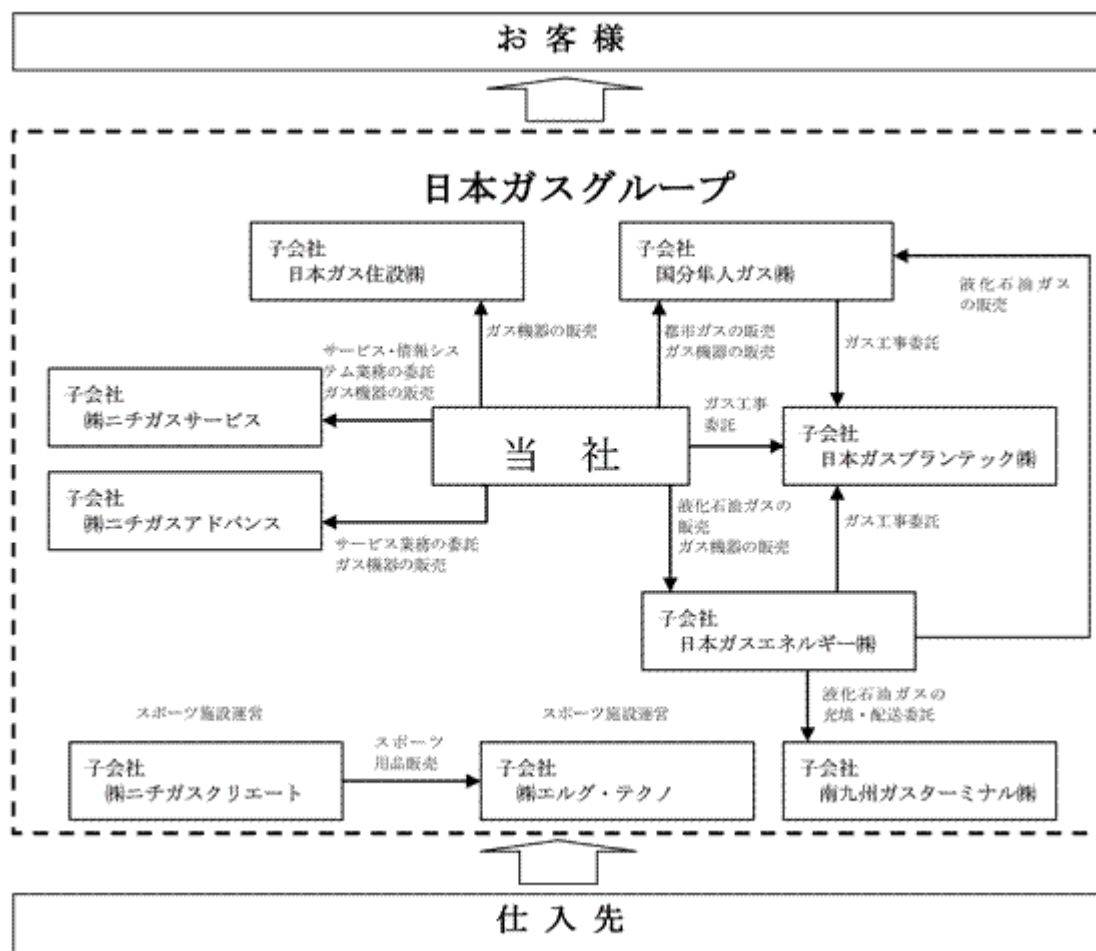 お客様
日本ガスグループ
子会社
日本ガス住設㈱
子会社
国分隼人ガス㈱
液化石油ガス
の販売
ガス機器の販売
都市ガスの販売
ガス機器の販売
ガス工事委託
サービス・情報シス
テム業務の委託
ガス機器の販売
子会社
㈱ニチガスサービス
当社
ガス工事
委託
子会社
日本ガスプランテック㈱
子会社
㈱ニチガスアドバンス
サービス業務の委託
ガス機器の販売
液化石油ガスの
販売
ガス機器の販売
ガス工事委託
子会社
日本ガスエネルギー㈱
液化石油ガスの
充填・配送委託
スポーツ施設運営
スポーツ施設運営
子会社
㈱ニチガスクリエート
スポーツ
用品販売
子会社
㈱エルグ・テクノ
子会社
南九州ガスターミナル㈱
仕入先